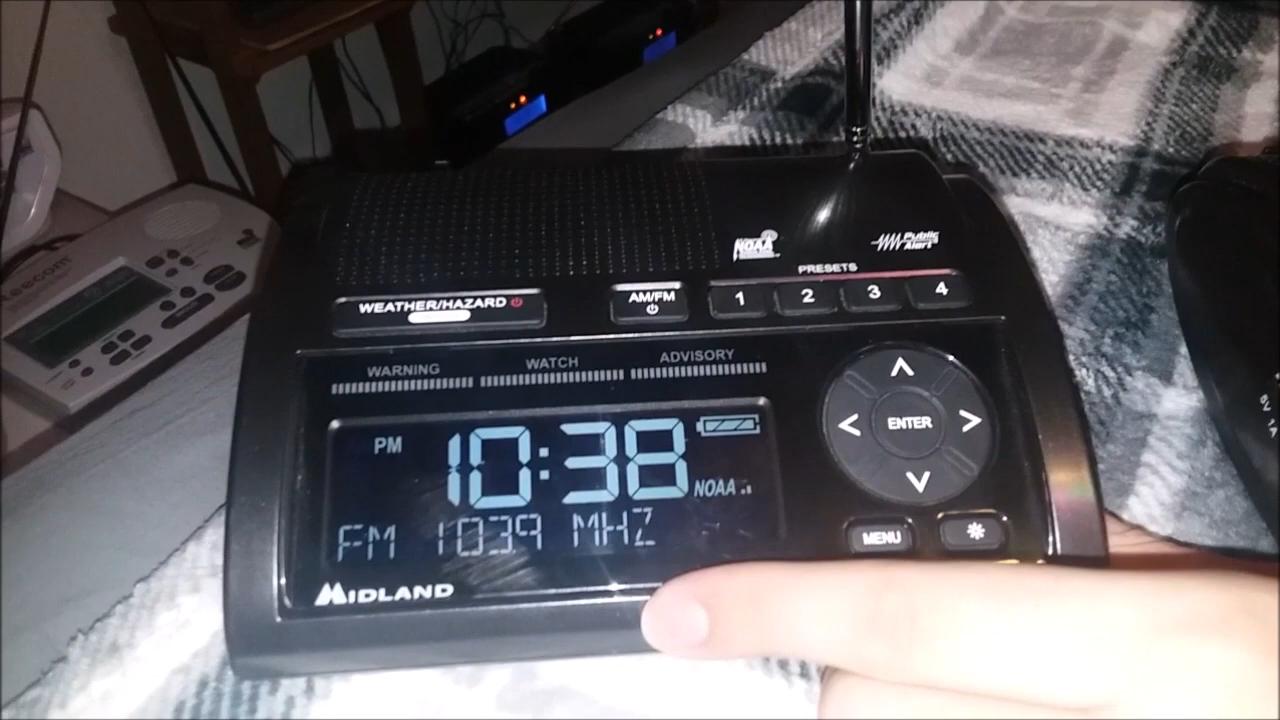 NOAA
Public
Alert
PRESETS
WEATHER/HAZARD
AM/FM
1
2
3
4
WARNING
WATCH
ADVISORY
PM
10:38
NOAA
FM 103.9 MHZ
ENTER
MENU
MIDLAND